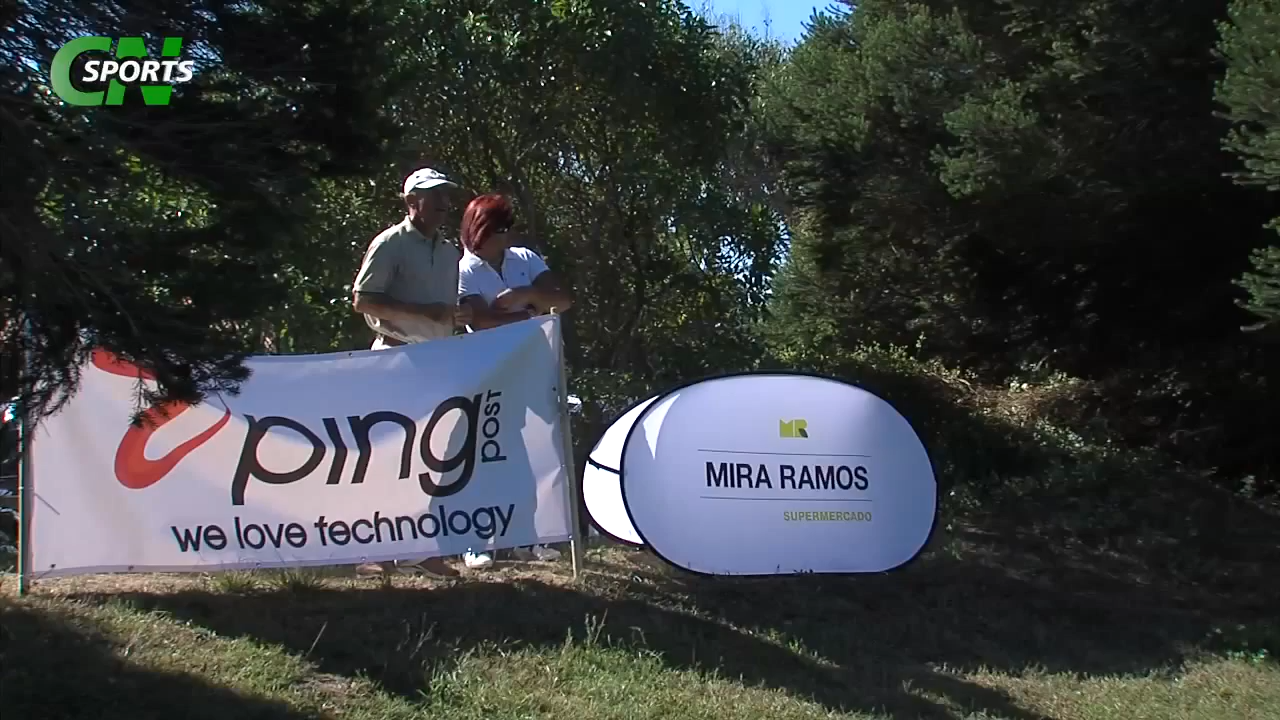 CN
SPORTS
ping
post
we love technology
MR
MIRA RAMOS
SUPERMERCADO